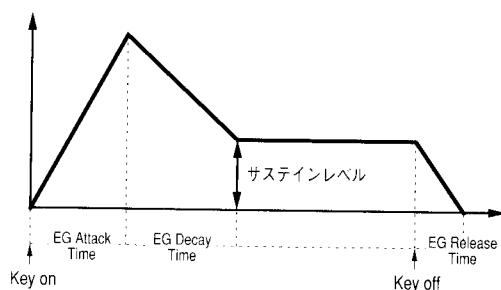 サステインレベル
EG Attack
Time
EG Decay
Time
EG Release
Time
Key on
Key off